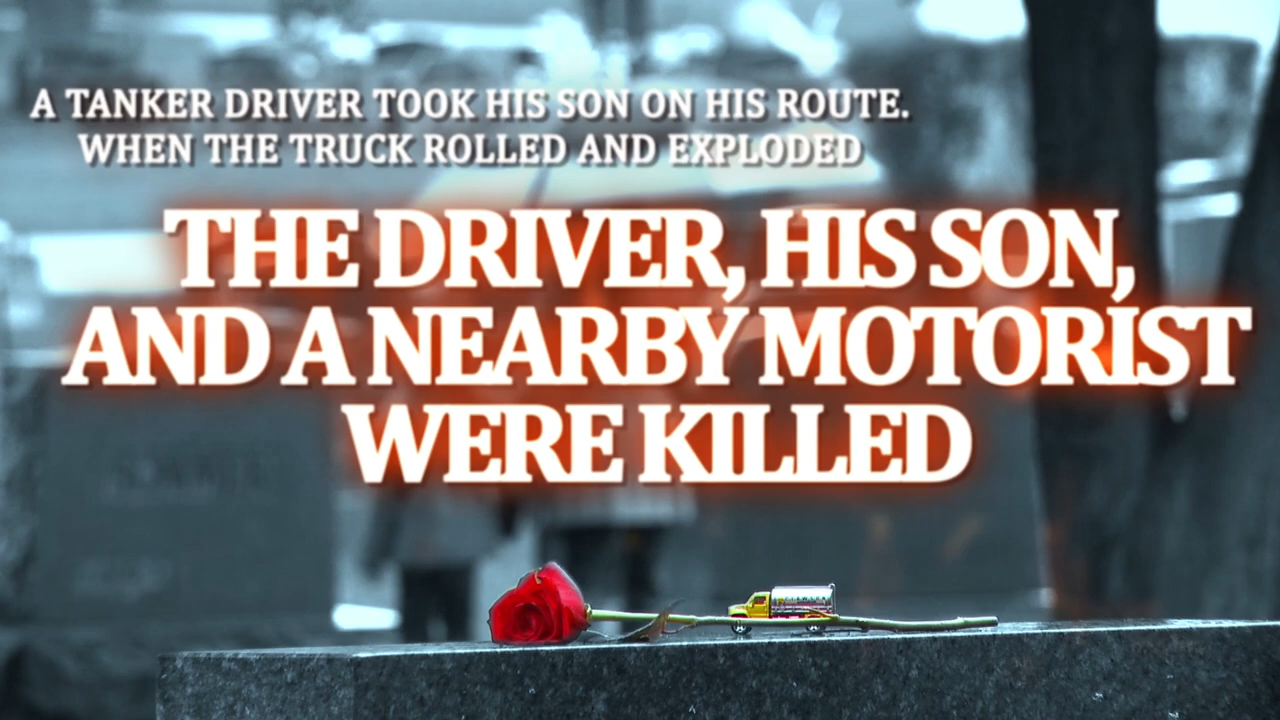 A TANKER DRIVER TOOK HIS SON ON HIS ROUTE.
WHEN THE TRUCK ROLLED AND EXPLODED
THE DRIVER, HIS SON,
AND A NEARBY MOTORIST
WERE KILLED